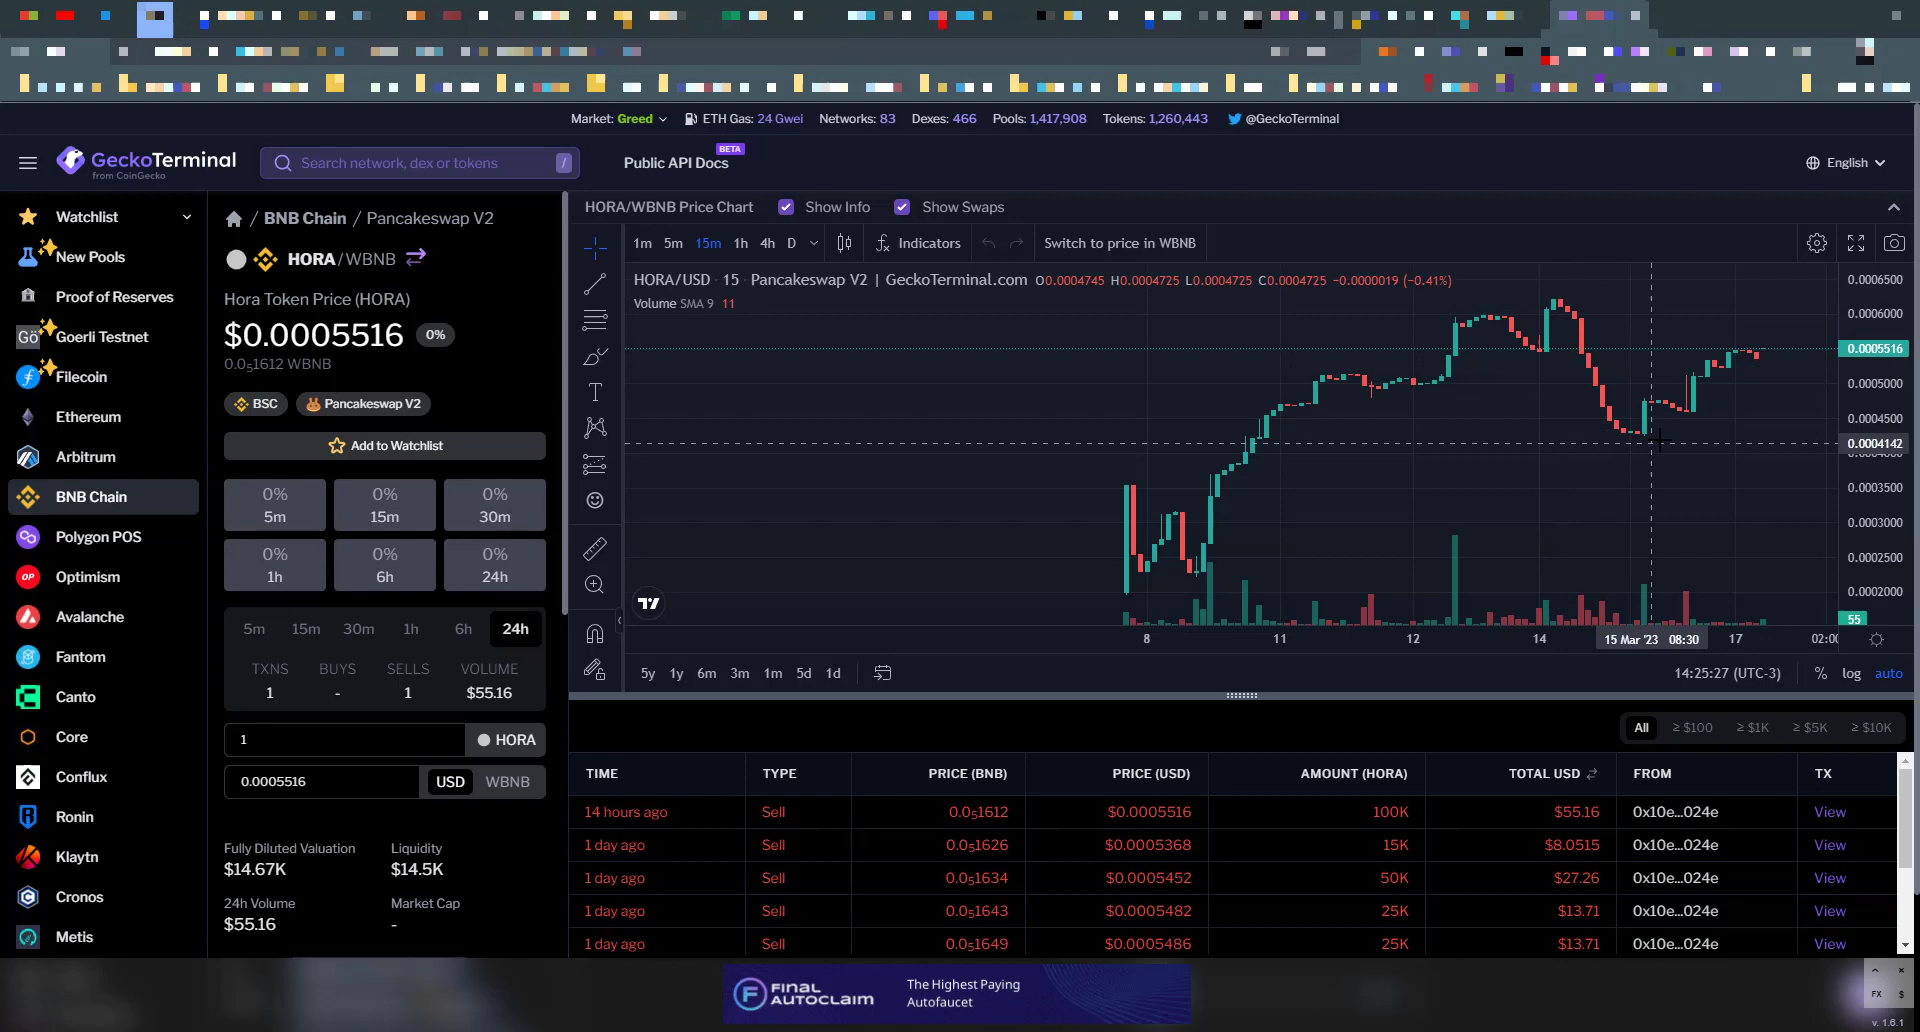 Market: Greed ETH Gas: 24 Gwei Networks: 83 Dexes: 466 Pools: 1,417,908 Tokens: 1,260,443 @GeckoTerminal
GeckoTerminal
from CoinGecko
Search network, dex or tokens /
Public API Docs
BETA
English
Watchlist
New Pools
Proof of Reserves
Goerli Testnet
Filecoin
Ethereum
Arbitrum
BNB Chain
Polygon POS
Optimism
Avalanche
Fantom
Canto
Core
Conflux
Ronin
Klaytn
Cronos
Metis
/ BNB Chain / Pancakeswap V2
HORA / WBNB
Hora Token Price (HORA)
$0.0005516 0%
0.0₅1612 WBNB
BSC Pancakeswap V2
Add to Watchlist
0% 0% 0%
5m 15m 30m
0% 0% 0%
1h 6h 24h
5m 15m 30m 1h 6h 24h
TXNS BUYS SELLS VOLUME
1 - 1 $55.16
1 HORA
0.0005516 USD WBNB
Fully Diluted Valuation Liquidity
$14.67K $14.5K
24h Volume Market Cap
$55.16 -
HORA/WBNB Price Chart Show Info Show Swaps
1m 5m 15m 1h 4h D Indicators Switch to price in WBNB
HORA/USD · 15 · Pancakeswap V2 | GeckoTerminal.com O0.0004745 H0.0004725 L0.0004725 C0.0004725 −0.0000019 (−0.41%)
Volume SMA 9 11
0.0006500
0.0006000
0.0005516
0.0005000
0.0004500
0.0004142
0.0003500
0.0003000
0.0002500
0.0002000
55
8 11 12 14 15 Mar '23 08:30 17 02:00
5y 1y 6m 3m 1m 5d 1d 14:25:27 (UTC-3) % log auto
All ≥ $100 ≥ $1K ≥ $5K ≥ $10K
TIME TYPE PRICE (BNB) PRICE (USD) AMOUNT (HORA) TOTAL USD FROM TX
14 hours ago Sell 0.0₅1612 $0.0005516 100K $55.16 0x10e...024e View
1 day ago Sell 0.0₅1626 $0.0005368 15K $8.0515 0x10e...024e View
1 day ago Sell 0.0₅1634 $0.0005452 50K $27.26 0x10e...024e View
1 day ago Sell 0.0₅1643 $0.0005482 25K $13.71 0x10e...024e View
1 day ago Sell 0.0₅1649 $0.0005486 25K $13.71 0x10e...024e View
FINAL AUTOCLAIM
The Highest Paying
Autofaucet
FX $
v. 1.6.1